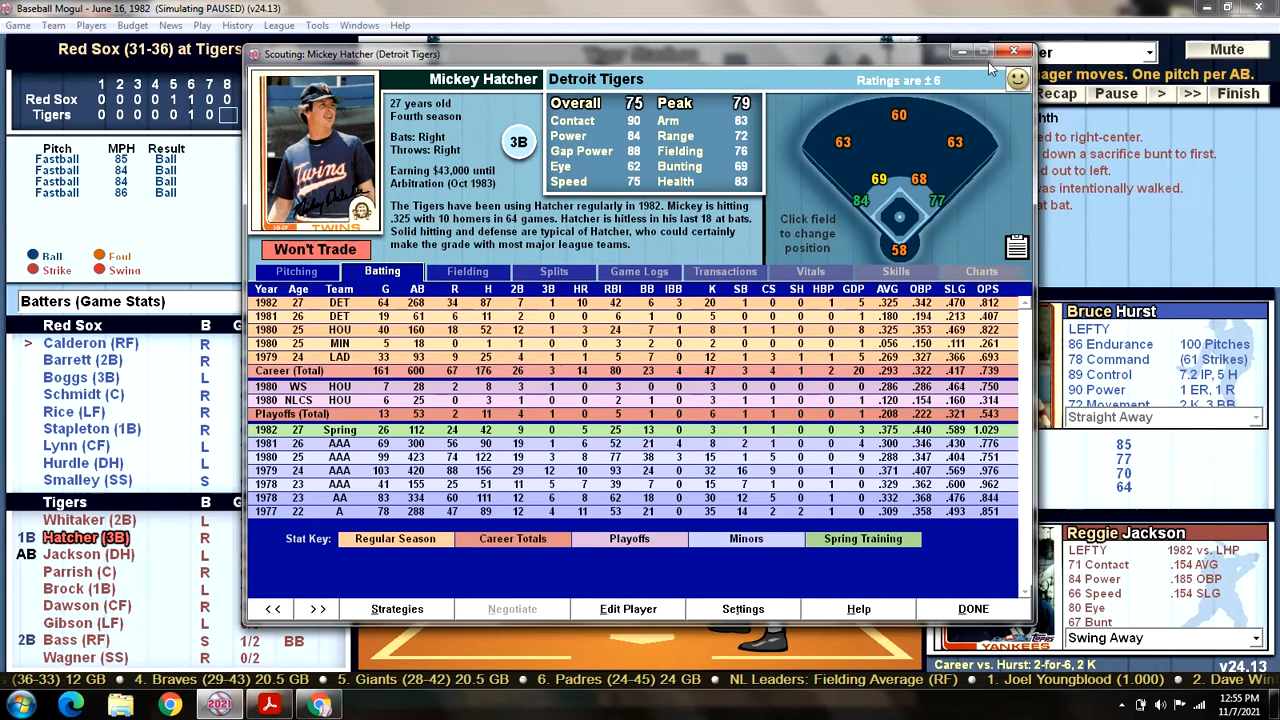 Baseball Mogul - June 16, 1982 (Simulating PAUSED) (v24.13)
Game Team Players Budget News Play History League Tools Windows Help
Red Sox (31-36) at Tigers
1 2 3 4 5 6 7 8
Red Sox 0 0 0 0 1 1 0 0
Tigers 0 0 0 0 0 1 0
Pitch MPH Result
Fastball 85 Ball
Fastball 84 Ball
Fastball 84 Ball
Fastball 86 Ball
Ball Foul
Strike Swing
Batters (Game Stats)
Red Sox B
> Calderon (RF) R
Barrett (2B) R
Boggs (3B) L
Schmidt (C) R
Rice (LF) R
Stapleton (1B) R
Lynn (CF) L
Hurdle (DH) L
Smalley (SS) S
Tigers B
Whitaker (2B) L
1B Hatcher (3B) R
AB Jackson (DH) L
Parrish (C) R
Brock (1B) R
Dawson (CF) R
Gibson (LF) L
2B Bass (RF) S 1/2 BB
Wagner (SS) S 0/2
Scouting: Mickey Hatcher (Detroit Tigers)
Mickey Hatcher Detroit Tigers Ratings are ± 6
27 years old
Fourth season
Bats: Right
Throws: Right
Earning $43,000 until
Arbitration (Oct 1983)
3B
Overall 75 Peak 79
Contact 90 Arm 83
Power 84 Range 72
Gap Power 88 Fielding 76
Eye 62 Bunting 69
Speed 75 Health 83
60
63 63
69 68
84 77
58
Click field
to change
position
TWINS
Won't Trade
The Tigers have been using Hatcher regularly in 1982. Mickey is hitting
.325 with 10 homers in 64 games. Hatcher is hitless in his last 18 at bats.
Solid hitting and defense are typical of Hatcher, who could certainly
make the grade with most major league teams.
Pitching Batting Fielding Splits Game Logs Transactions Vitals Skills Charts
Year Age Team G AB R H 2B 3B HR RBI BB IBB K SB CS SH HBP GDP AVG OBP SLG OPS
1982 27 DET 64 268 34 87 7 1 10 42 6 3 20 1 0 0 1 5 .325 .342 .470 .812
1981 26 DET 19 61 6 11 2 0 0 6 1 0 8 0 0 0 0 4 .180 .194 .213 .407
1980 25 HOU 40 160 18 52 12 1 3 24 7 1 5 1 1 0 0 8 .325 .353 .469 .822
1980 25 MIN 5 18 0 1 1 0 0 3 2 0 2 0 0 0 0 0 .056 .150 .111 .261
1979 24 LAD 33 93 9 25 4 1 1 5 7 0 12 1 3 1 1 5 .269 .327 .366 .693
Career (Total) 161 600 67 176 26 3 14 80 23 4 47 3 4 1 2 20 .293 .322 .417 .739
1980 WS HOU 7 28 2 8 3 1 0 3 0 0 3 0 0 0 0 0 .286 .286 .464 .750
1980 NLCS HOU 6 25 0 3 1 0 0 2 1 0 3 0 1 0 0 0 .120 .154 .160 .314
Playoffs (Total) 13 53 2 11 4 1 0 5 1 0 6 0 1 0 0 0 .208 .222 .321 .543
1982 27 Spring 26 112 24 42 9 0 5 25 13 0 3 1 1 0 0 3 .375 .440 .589 1.029
1981 26 AAA 69 300 56 90 19 1 6 52 21 4 8 2 1 0 0 4 .300 .346 .430 .776
1980 25 AAA 99 423 74 122 19 3 8 77 38 3 15 1 5 0 0 9 .288 .347 .404 .751
1979 24 AAA 103 420 88 156 29 12 10 93 24 0 32 16 9 0 1 0 .371 .407 .569 .976
1978 23 AAA 41 155 25 51 11 5 7 39 7 0 15 7 1 0 1 0 .329 .362 .600 .962
1978 23 AA 83 334 60 111 12 6 8 62 18 0 30 12 5 0 1 0 .332 .368 .476 .844
1977 22 A 78 288 47 89 12 4 11 53 21 0 35 14 2 2 1 0 .309 .358 .493 .851
Stat Key: Regular Season Career Totals Playoffs Minors Spring Training
<< >> Strategies Negotiate Edit Player Settings Help DONE
Mute
ager moves. One pitch per AB.
Recap Pause > >> Finish
ed to right-center.
down a sacrifice bunt to first.
d out to left.
was intentionally walked.
at bat.
Bruce Hurst
LEFTY
86 Endurance 100 Pitches
78 Command (61 Strikes)
89 Control 7.2 IP, 5 H
90 Power 1 ER, 1 R
72 Movement 2 K, 3 BB
Straight Away
85
77
70
64
Reggie Jackson
LEFTY 1982 vs. LHP
71 Contact .154 AVG
84 Power .185 OBP
66 Speed .154 SLG
80 Eye
67 Bunt
YANKEES
Swing Away
Career vs. Hurst: 2-for-6, 2 K v24.13
(36-33) 12 GB 4. Braves (29-43) 20.5 GB 5. Giants (28-42) 20.5 GB 6. Padres (24-45) 24 GB NL Leaders: Fielding Average (RF) 1. Joel Youngblood (1.000) 2. Dave Win
2021
12:55 PM
11/7/2021